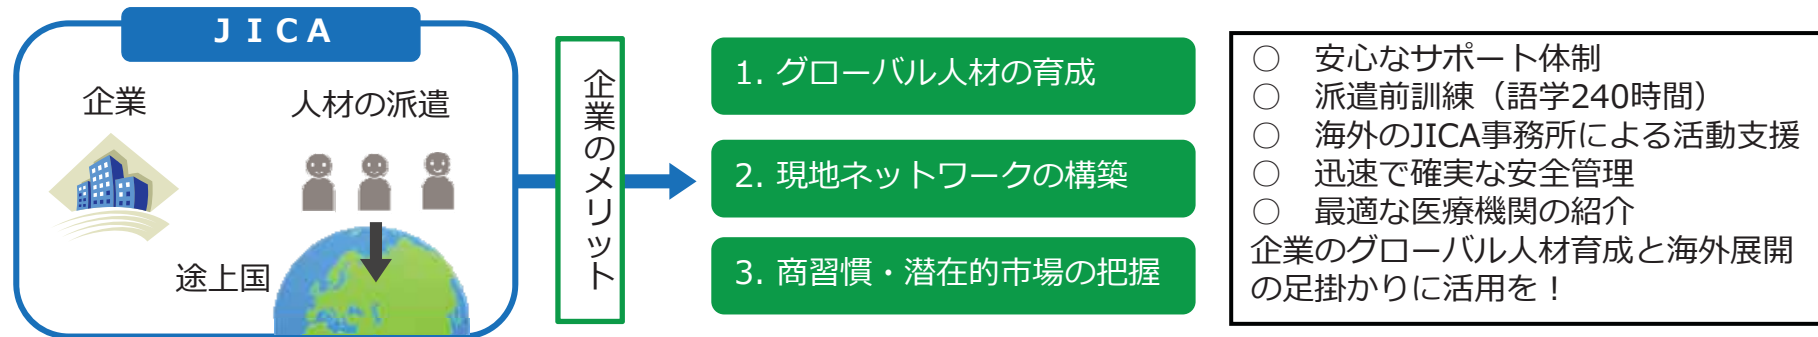 ＪＩＣＡ
企業
人材の派遣
途上国
企業のメリット
1. グローバル人材の育成
2. 現地ネットワークの構築
3. 商習慣・潜在的市場の把握
○　安心なサポート体制
○　派遣前訓練（語学240時間）
○　海外のJICA事務所による活動支援
○　迅速で確実な安全管理
○　最適な医療機関の紹介
企業のグローバル人材育成と海外展開
の足掛かりに活用を！